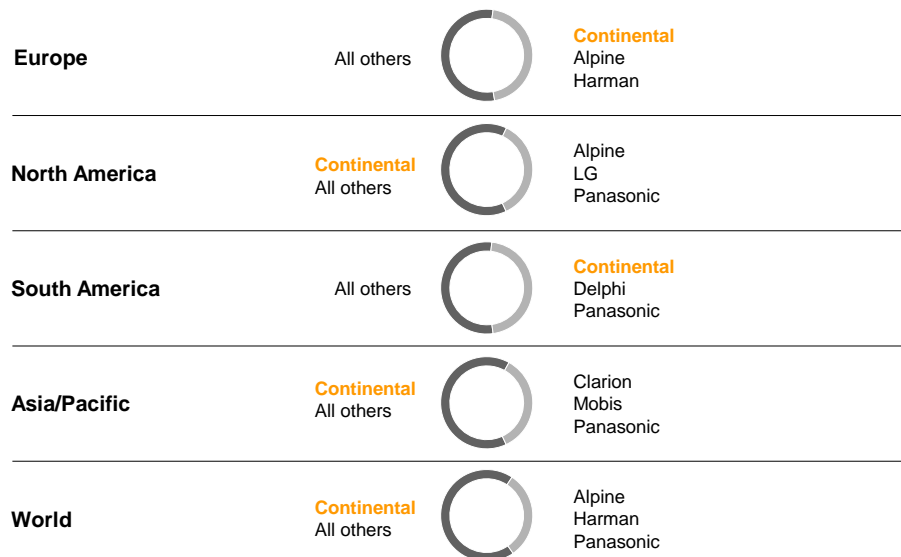 Europe
All others
Continental
Alpine
Harman
North America
Continental
All others
Alpine
LG
Panasonic
South America
All others
Continental
Delphi
Panasonic
Asia/Pacific
Continental
All others
Clarion
Mobis
Panasonic
World
Continental
All others
Alpine
Harman
Panasonic